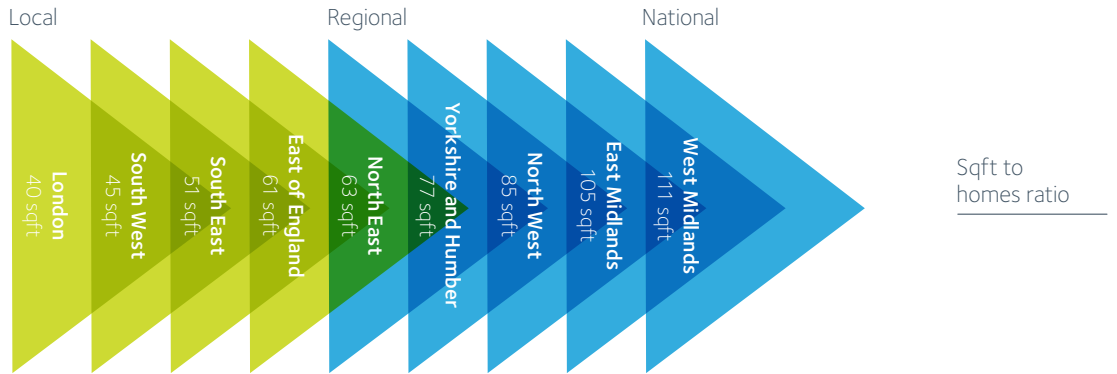 Local
Regional
National
London
40 sqft
South West
45 sqft
South East
51 sqft
East of England
61 sqft
North East
63 sqft
Yorkshire and Humber
77 sqft
North West
85 sqft
East Midlands
105 sqft
West Midlands
111 sqft
Sqft to
homes ratio